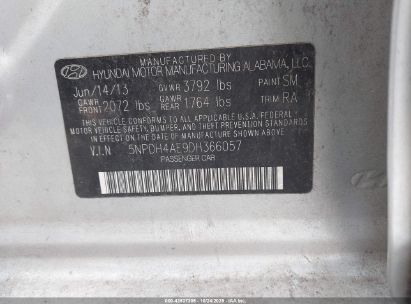 MANUFACTURED BY
HYUNDAI MOTOR MANUFACTURING ALABAMA, LLC.
Jun/14/13 GVWR 3792 lbs PAINT SM
GAWR FRONT 2072 lbs GAWR REAR 1764 lbs TRIM RA
THIS VEHICLE CONFORMS TO ALL APPLICABLE U.S.A. FEDERAL
MOTOR VEHICLE SAFETY, BUMPER, AND THEFT PREVENTION
STANDARDS IN EFFECT ON THE DATE OF MANUFACTURE SHOWN ABOVE.
V.I.N. 5NPDH4AE9DH366057
PASSENGER CAR